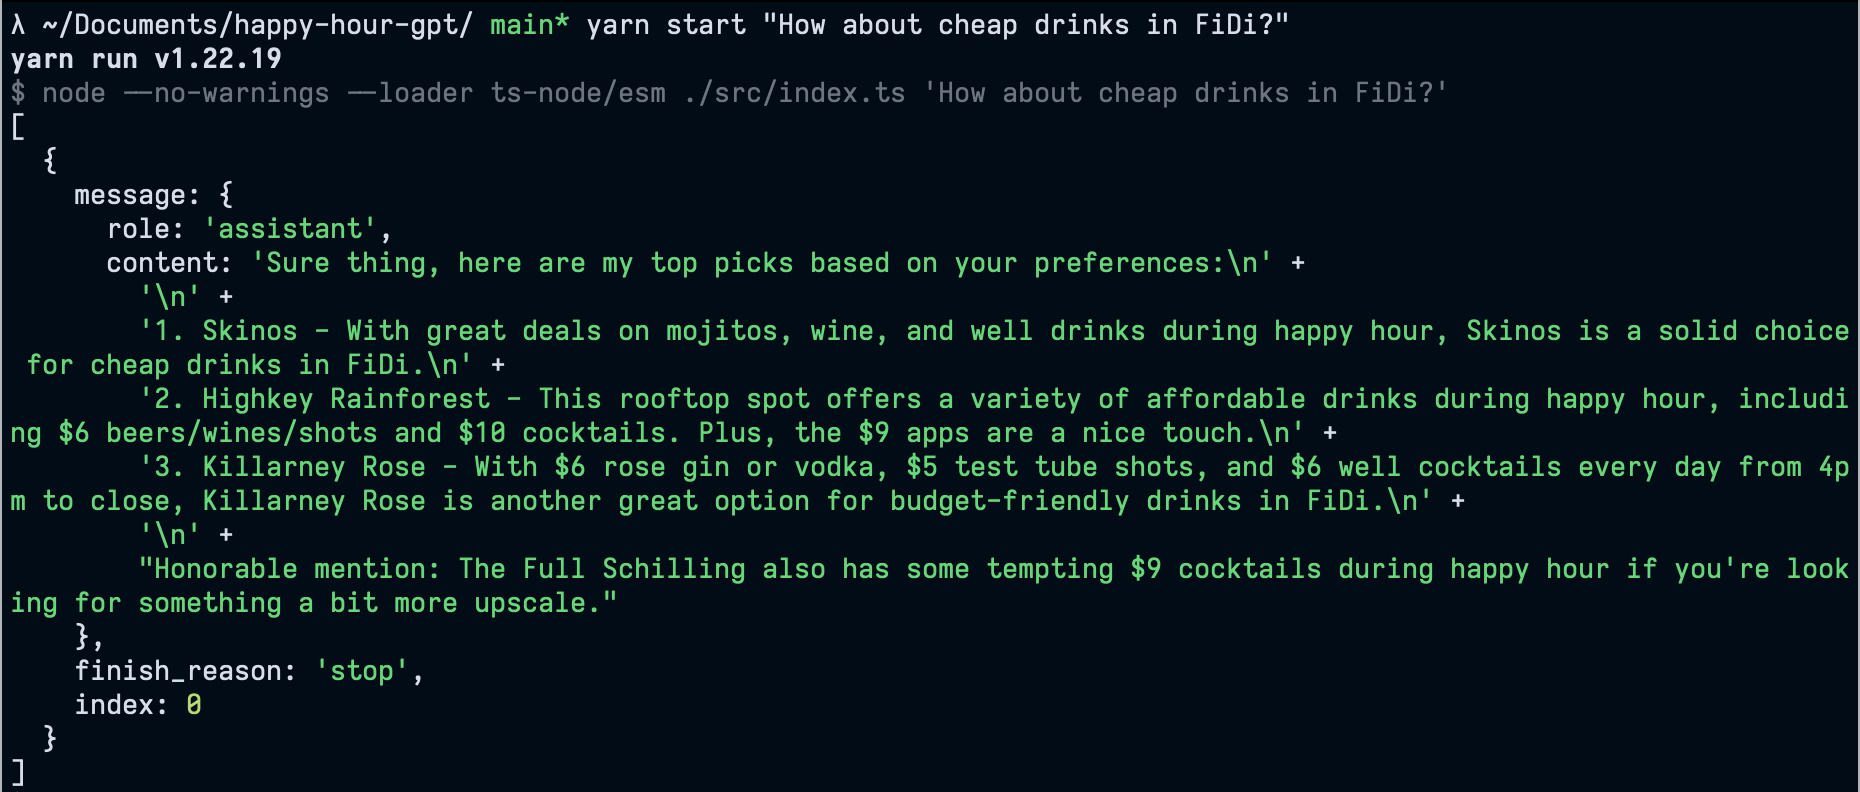 λ ~/Documents/happy-hour-gpt/ main* yarn start "How about cheap drinks in FiDi?"
yarn run v1.22.19
$ node --no-warnings --loader ts-node/esm ./src/index.ts 'How about cheap drinks in FiDi?'
[
  {
    message: {
      role: 'assistant',
      content: 'Sure thing, here are my top picks based on your preferences:\n' +
        '\n' +
        '1. Skinos - With great deals on mojitos, wine, and well drinks during happy hour, Skinos is a solid choice
 for cheap drinks in FiDi.\n' +
        '2. Highkey Rainforest - This rooftop spot offers a variety of affordable drinks during happy hour, includi
ng $6 beers/wines/shots and $10 cocktails. Plus, the $9 apps are a nice touch.\n' +
        '3. Killarney Rose - With $6 rose gin or vodka, $5 test tube shots, and $6 well cocktails every day from 4p
m to close, Killarney Rose is another great option for budget-friendly drinks in FiDi.\n' +
        '\n' +
        "Honorable mention: The Full Schilling also has some tempting $9 cocktails during happy hour if you're look
ing for something a bit more upscale."
    },
    finish_reason: 'stop',
    index: 0
  }
]